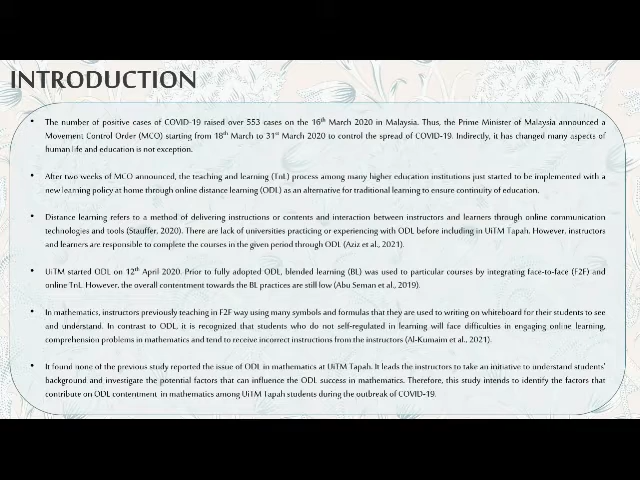 INTRODUCTION
• The number of positive cases of COVID-19 raised over 553 cases on the 16th March 2020 in Malaysia. Thus, the Prime Minister of Malaysia announced a
Movement Control Order (MCO) starting from 18th March to 31st March 2020 to control the spread of COVID-19. Indirectly, it has changed many aspects of
human life and education is not exception.
• After two weeks of MCO announced, the teaching and learning (TnL) process among many higher education institutions just started to be implemented with a
new learning policy at home through online distance learning (ODL) as an alternative for traditional learning to ensure continuity of education.
• Distance learning refers to a method of delivering instructions or contents and interaction between instructors and learners through online communication
technologies and tools (Stauffer, 2020). There are lack of universities practicing or experiencing with ODL before including in UiTM Tapah. However, instructors
and learners are responsible to complete the courses in the given period through ODL (Aziz et al., 2021).
• UiTM started ODL on 12th April 2020. Prior to fully adopted ODL, blended learning (BL) was used to particular courses by integrating face-to-face (F2F) and
online TnL. However, the overall contentment towards the BL practices are still low (Abu Seman et al., 2019).
• In mathematics, instructors previously teaching in F2F way using many symbols and formulas that they are used to writing on whiteboard for their students to see
and understand. In contrast to ODL, it is recognized that students who do not self-regulated in learning will face difficulties in engaging online learning,
comprehension problems in mathematics and tend to receive incorrect instructions from the instructors (Al-Kumaim et al., 2021).
• It found none of the previous study reported the issue of ODL in mathematics at UiTM Tapah. It leads the instructors to take an initiative to understand students'
background and investigate the potential factors that can influence the ODL success in mathematics. Therefore, this study intends to identify the factors that
contribute on ODL contentment in mathematics among UiTM Tapah students during the outbreak of COVID-19.